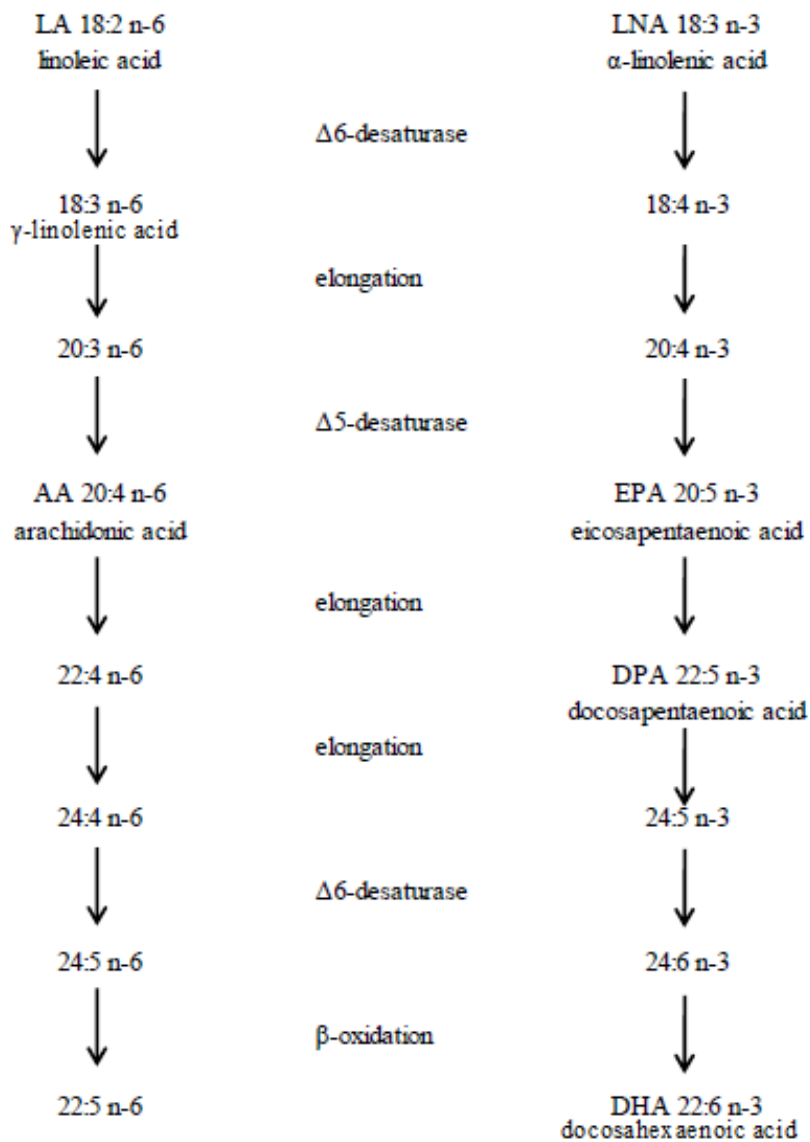 LA 18:2 n-6
linoleic acid
LNA 18:3 n-3
α-linolenic acid
Δ6-desaturase
18:3 n-6
γ-linolenic acid
18:4 n-3
elongation
20:3 n-6
20:4 n-3
Δ5-desaturase
AA 20:4 n-6
arachidonic acid
EPA 20:5 n-3
eicosapentaenoic acid
elongation
22:4 n-6
DPA 22:5 n-3
docosapentaenoic acid
elongation
24:4 n-6
24:5 n-3
Δ6-desaturase
24:5 n-6
24:6 n-3
β-oxidation
22:5 n-6
DHA 22:6 n-3
docosahexaenoic acid